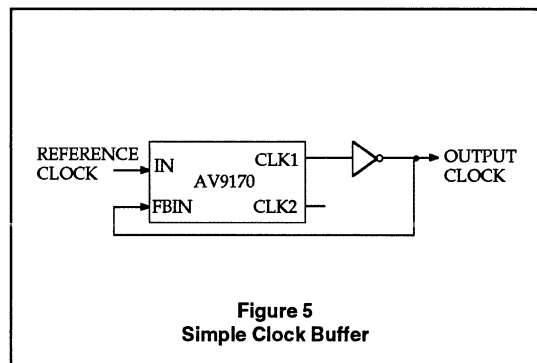 REFERENCE
CLOCK
IN
FBIN
AV9170
CLK1
CLK2
OUTPUT
CLOCK
Figure 5
Simple Clock Buffer